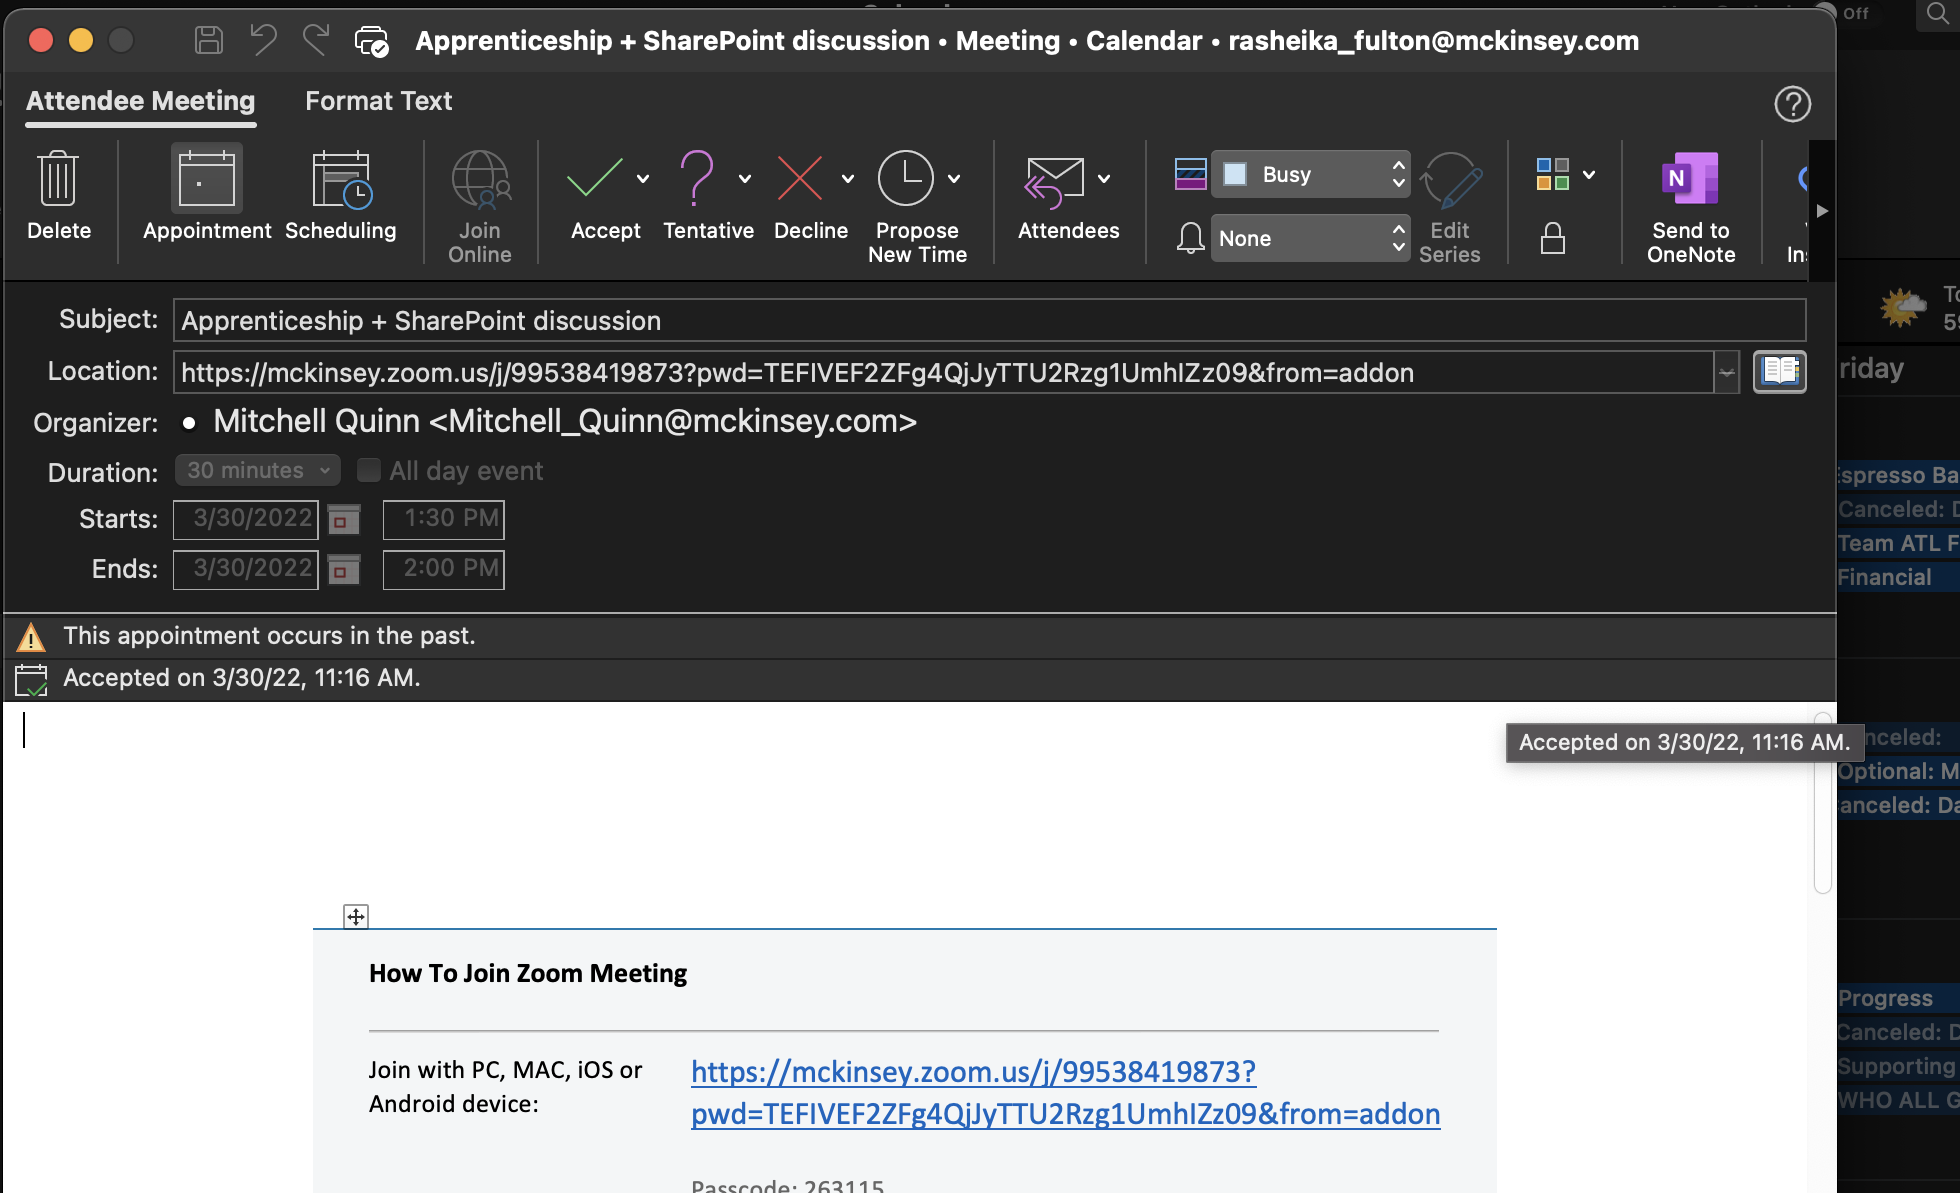 Off
Apprenticeship + SharePoint discussion • Meeting • Calendar • rasheika_fulton@mckinsey.com
Attendee Meeting
Format Text
Delete
Appointment
Scheduling
Join Online
Accept
Tentative
Decline
Propose New Time
Attendees
Busy
None
Edit Series
N
Send to OneNote
Subject: Apprenticeship + SharePoint discussion
Location: https://mckinsey.zoom.us/j/99538419873?pwd=TEFIVEF2ZFg4QjJyTTU2Rzg1UmhIZz09&from=addon
Organizer: • Mitchell Quinn <Mitchell_Quinn@mckinsey.com>
Duration: 30 minutes All day event
Starts: 3/30/2022 1:30 PM
Ends: 3/30/2022 2:00 PM
This appointment occurs in the past.
Accepted on 3/30/22, 11:16 AM.
Accepted on 3/30/22, 11:16 AM.
How To Join Zoom Meeting
Join with PC, MAC, iOS or
Android device:
https://mckinsey.zoom.us/j/99538419873?
pwd=TEFIVEF2ZFg4QjJyTTU2Rzg1UmhIZz09&from=addon
Passcode: 263115
riday
spresso Ba
Canceled: D
Team ATL F
Financial
nceled:
Optional: M
anceled: Da
Progress
Canceled: D
Supporting
WHO ALL G